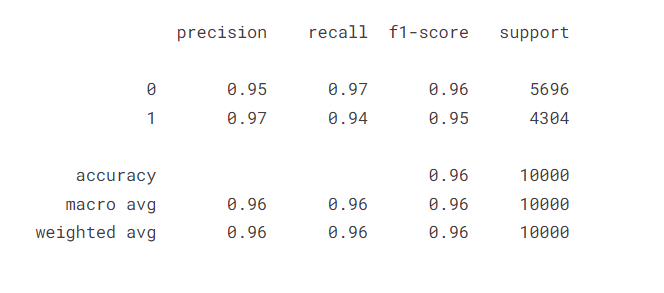 precision recall f1-score support
0 0.95 0.97 0.96 5696
1 0.97 0.94 0.95 4304
accuracy 0.96 10000
macro avg 0.96 0.96 0.96 10000
weighted avg 0.96 0.96 0.96 10000